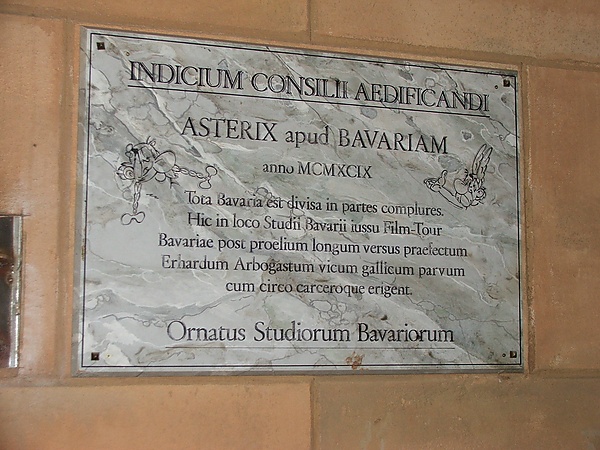 INDICIUM CONSILII AEDIFICANDI
ASTERIX apud BAVARIAM
anno MCMXCIX
Tota Bavaria est divisa in partes complures.
Hic in loco Studii Bavarii iussu Film-Tour
Bavariae post proelium longum versus praefectum
Erhardum Arbogastum vicum gallicum parvum
cum circo carceroque erigent.
Ornatus Studiorum Bavariorum